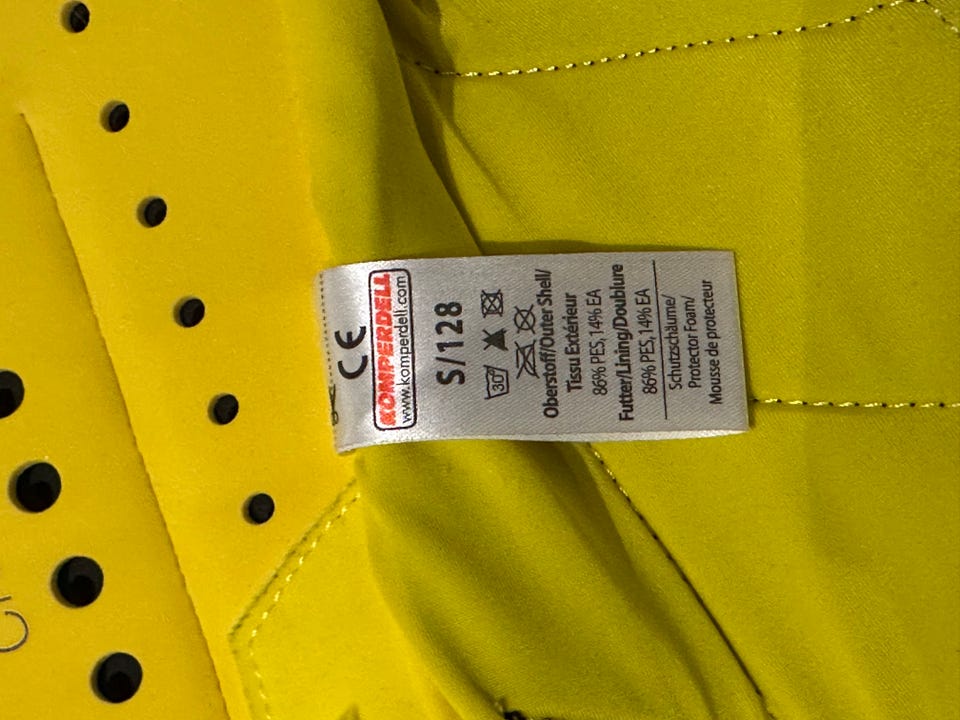 CE
KOMPERDELL
www.komperdell.com
S/128
30°
Oberstoff/Outer Shell/
Tissu Extérieur
86% PES, 14% EA
Futter/Lining/Doublure
86% PES, 14% EA
Schutzschäume/
Protector Foam/
Mousse de protecteur